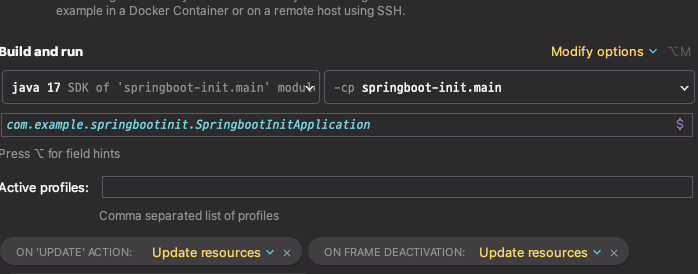 example in a Docker Container or on a remote host using SSH.
Build and run
Modify options ⌥M
java 17 SDK of 'springboot-init.main' modul
-cp springboot-init.main
com.example.springbootinit.SpringbootInitApplication
Press ⌥ for field hints
Active profiles:
Comma separated list of profiles
ON 'UPDATE' ACTION: Update resources ×
ON FRAME DEACTIVATION: Update resources ×